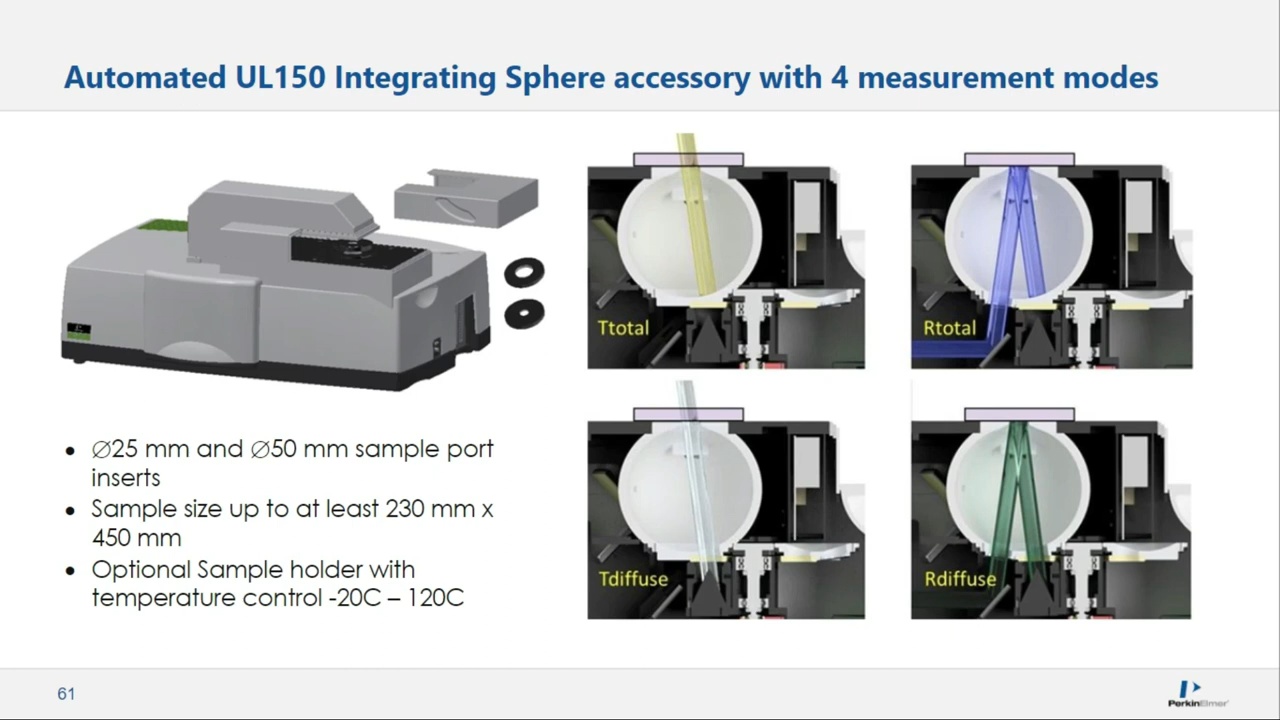 Automated UL150 Integrating Sphere accessory with 4 measurement modes
Ttotal
Rtotal
Tdiffuse
Rdiffuse
• ∅25 mm and ∅50 mm sample port
inserts
• Sample size up to at least 230 mm x
450 mm
• Optional Sample holder with
temperature control -20C – 120C
61
PerkinElmer